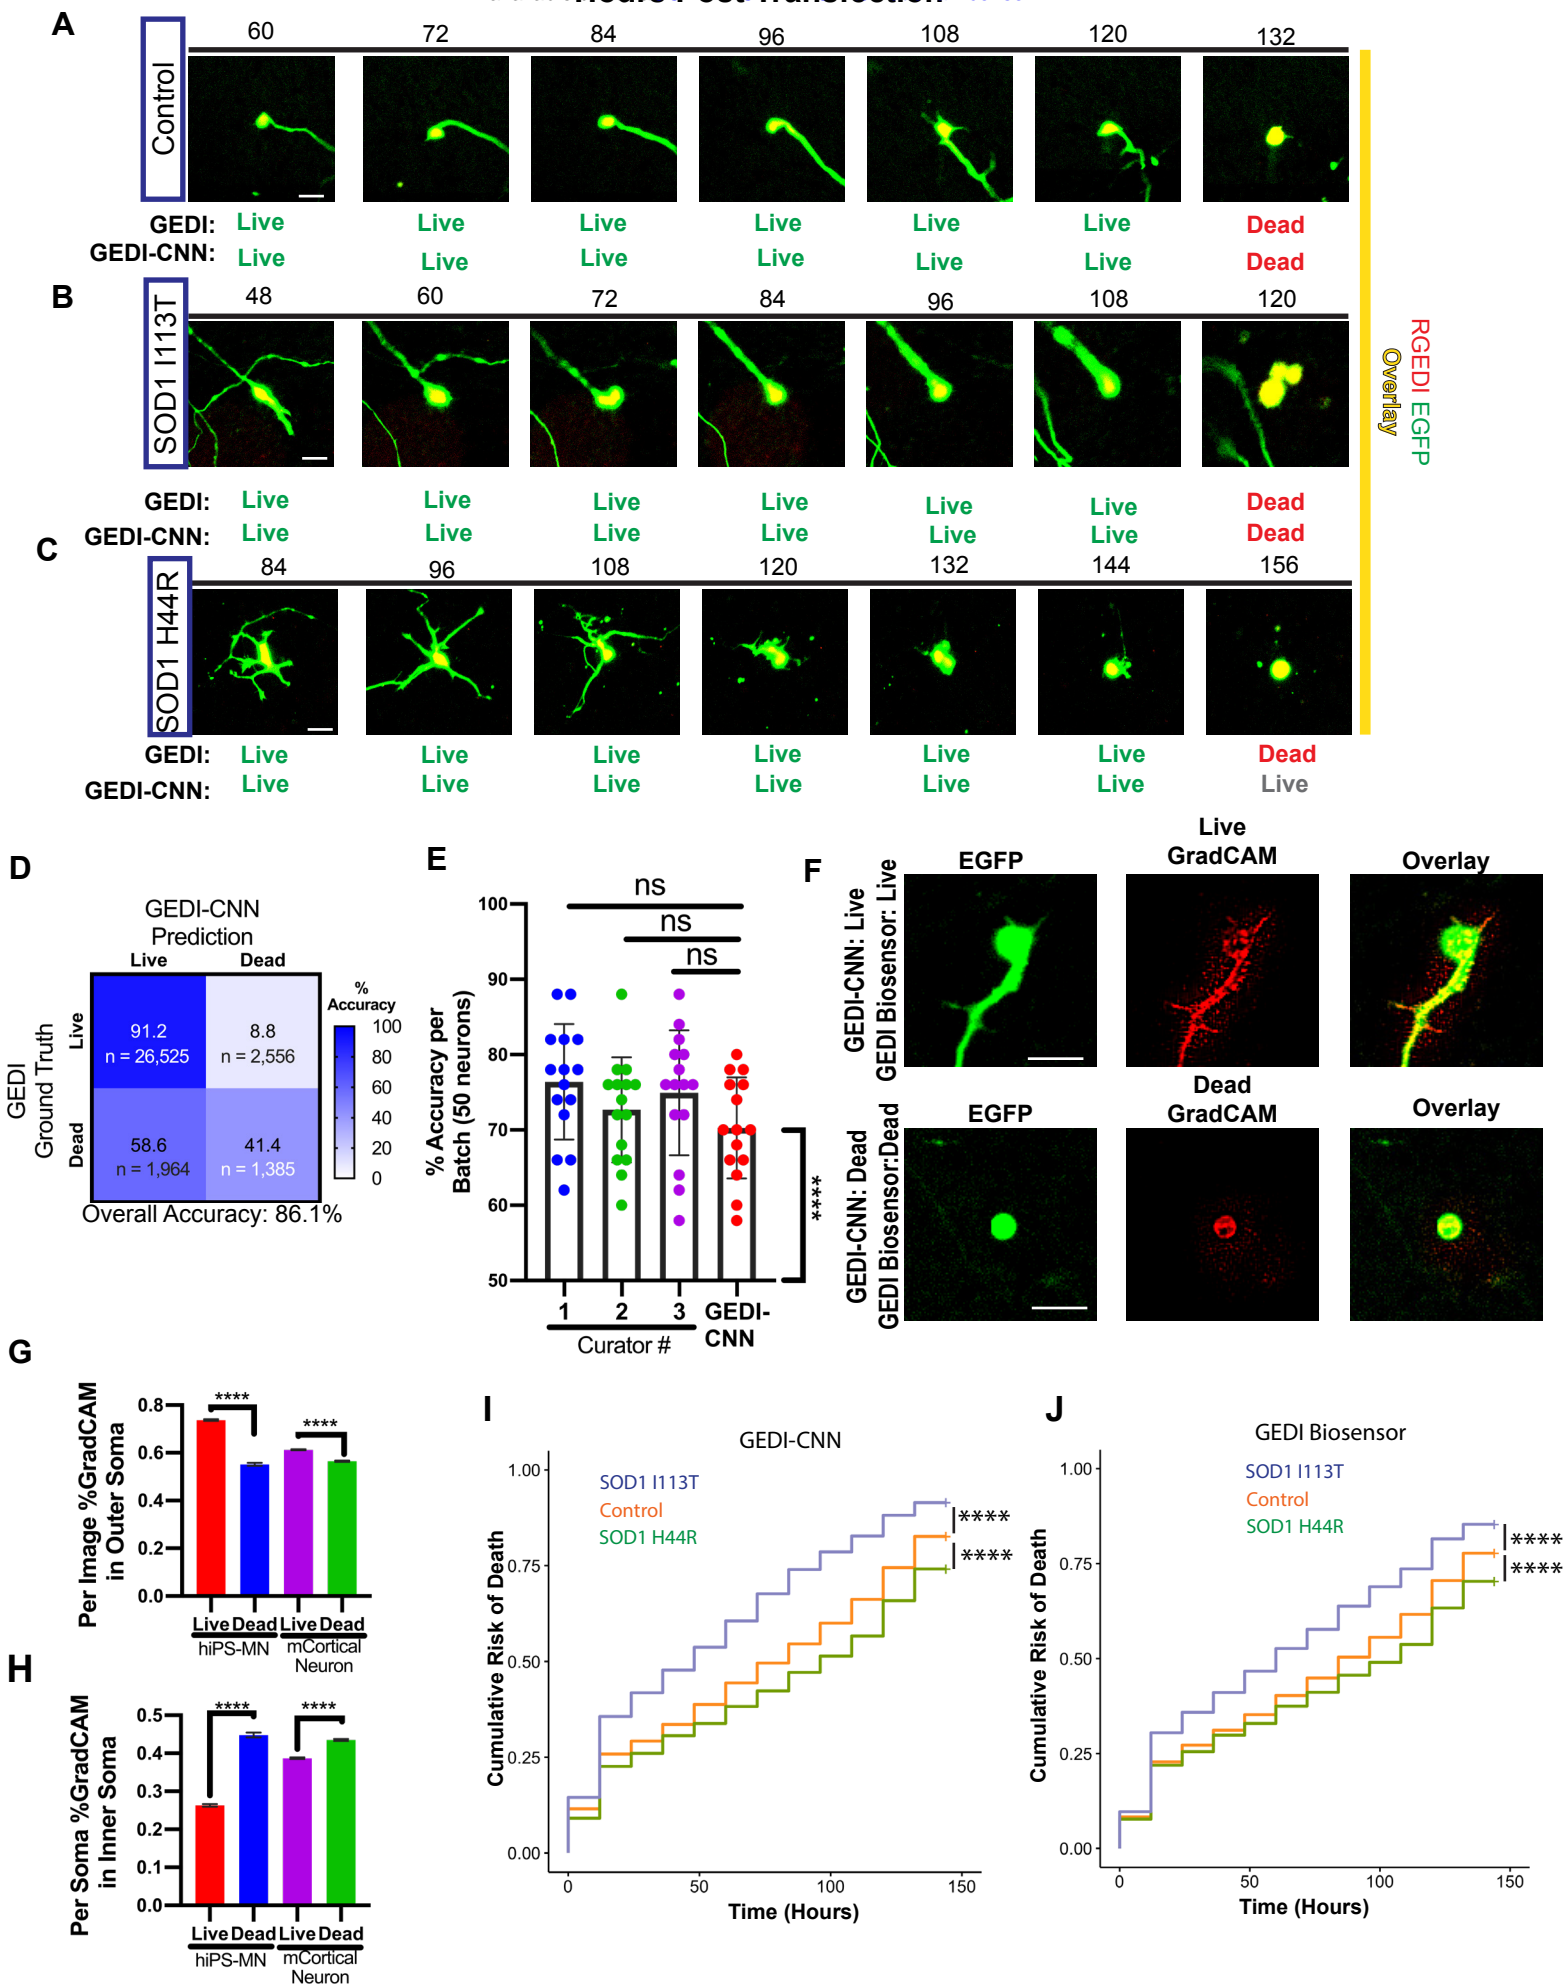 Hours Post Transfection
A
Control
60 72 84 96 108 120 132
GEDI: Live Live Live Live Live Live Dead
GEDI-CNN: Live Live Live Live Live Live Dead
B
SOD1 I113T
48 60 72 84 96 108 120
GEDI: Live Live Live Live Live Live Dead
GEDI-CNN: Live Live Live Live Live Live Dead
C
SOD1 H44R
84 96 108 120 132 144 156
GEDI: Live Live Live Live Live Live Dead
GEDI-CNN: Live Live Live Live Live Live Live
RGEDI EGFP
Overlay
D
GEDI-CNN
Prediction
Live Dead
GEDI
Ground Truth
Live
Dead
91.2
n = 26,525
8.8
n = 2,556
58.6
n = 1,964
41.4
n = 1,385
%
Accuracy
100
80
60
40
20
0
Overall Accuracy: 86.1%
E
% Accuracy per
Batch (50 neurons)
100
90
80
70
60
50
ns
ns
ns
****
1 2 3 GEDI-
CNN
Curator #
F
GEDI-CNN: Live
GEDI Biosensor: Live
EGFP
Live
GradCAM
Overlay
GEDI-CNN: Dead
GEDI Biosensor:Dead
EGFP
Dead
GradCAM
Overlay
G
Per Image %GradCAM
in Outer Soma
0.8
0.6
0.4
0.2
0.0
**** ****
Live Dead Live Dead
hiPS-MN mCortical
Neuron
H
Per Soma %GradCAM
in Inner Soma
0.5
0.4
0.3
0.2
0.1
0.0
**** ****
Live Dead Live Dead
hiPS-MN mCortical
Neuron
I
GEDI-CNN
SOD1 I113T
Control
SOD1 H44R
Cumulative Risk of Death
1.00
0.75
0.50
0.25
0.00
****
****
0 50 100 150
Time (Hours)
J
GEDI Biosensor
SOD1 I113T
Control
SOD1 H44R
Cumulative Risk of Death
1.00
0.75
0.50
0.25
0.00
****
****
0 50 100 150
Time (Hours)